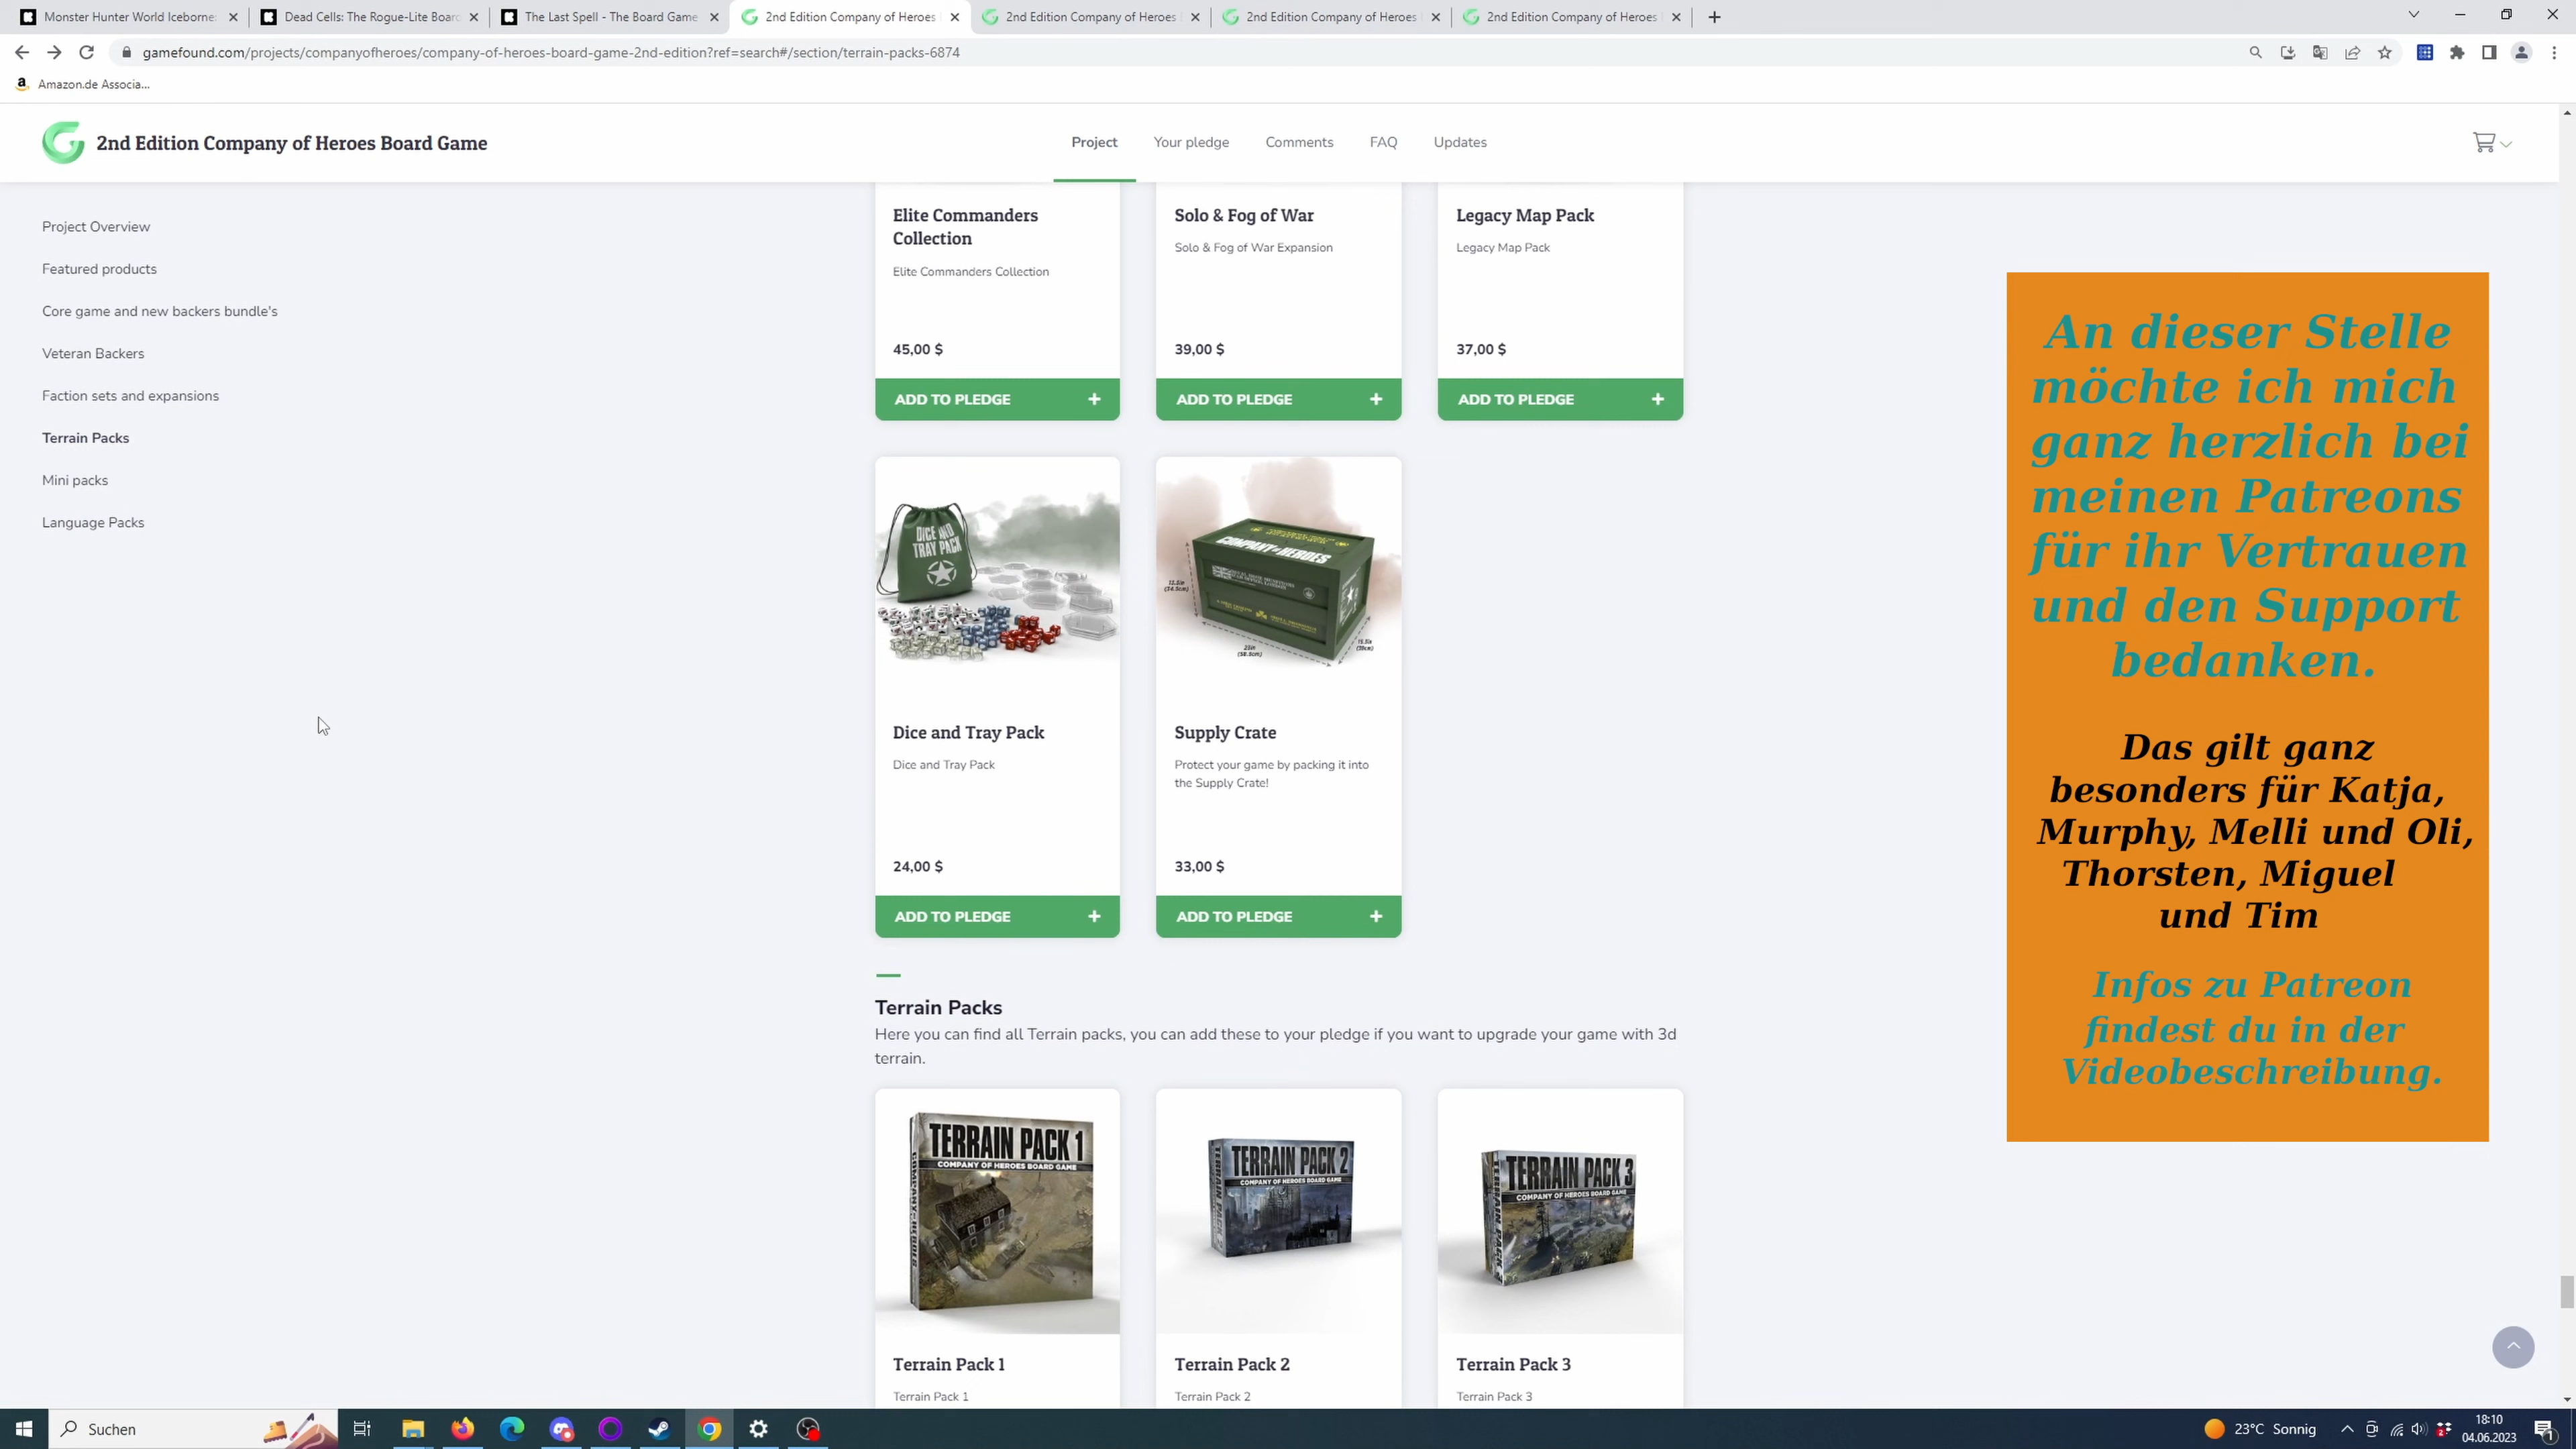 Monster Hunter World Iceborne:
Dead Cells: The Rogue-Lite Board
The Last Spell - The Board Game
2nd Edition Company of Heroes
2nd Edition Company of Heroes
2nd Edition Company of Heroes
2nd Edition Company of Heroes
gamefound.com/projects/companyofheroes/company-of-heroes-board-game-2nd-edition?ref=search#/section/terrain-packs-6874
Amazon.de Associa...
2nd Edition Company of Heroes Board Game
Project
Your pledge
Comments
FAQ
Updates
Project Overview
Featured products
Core game and new backers bundle's
Veteran Backers
Faction sets and expansions
Terrain Packs
Mini packs
Language Packs
Elite Commanders
Collection
Elite Commanders Collection
45,00 $
ADD TO PLEDGE +
Solo & Fog of War
Solo & Fog of War Expansion
39,00 $
ADD TO PLEDGE +
Legacy Map Pack
Legacy Map Pack
37,00 $
ADD TO PLEDGE +
DICE AND
TRAY PACK
Dice and Tray Pack
Dice and Tray Pack
24,00 $
ADD TO PLEDGE +
COMPANY OF HEROES
Supply Crate
Protect your game by packing it into
the Supply Crate!
33,00 $
ADD TO PLEDGE +
Terrain Packs
Here you can find all Terrain packs, you can add these to your pledge if you want to upgrade your game with 3d
terrain.
TERRAIN PACK 1
COMPANY OF HEROES BOARD GAME
Terrain Pack 1
Terrain Pack 1
TERRAIN PACK 2
COMPANY OF HEROES BOARD GAME
Terrain Pack 2
Terrain Pack 2
TERRAIN PACK 3
COMPANY OF HEROES BOARD GAME
Terrain Pack 3
Terrain Pack 3
An dieser Stelle
möchte ich mich
ganz herzlich bei
meinen Patreons
für ihr Vertrauen
und den Support
bedanken.
Das gilt ganz
besonders für Katja,
Murphy, Melli und Oli,
Thorsten, Miguel
und Tim
Infos zu Patreon
findest du in der
Videobeschreibung.
Suchen
23°C Sonnig
18:10
04.06.2023